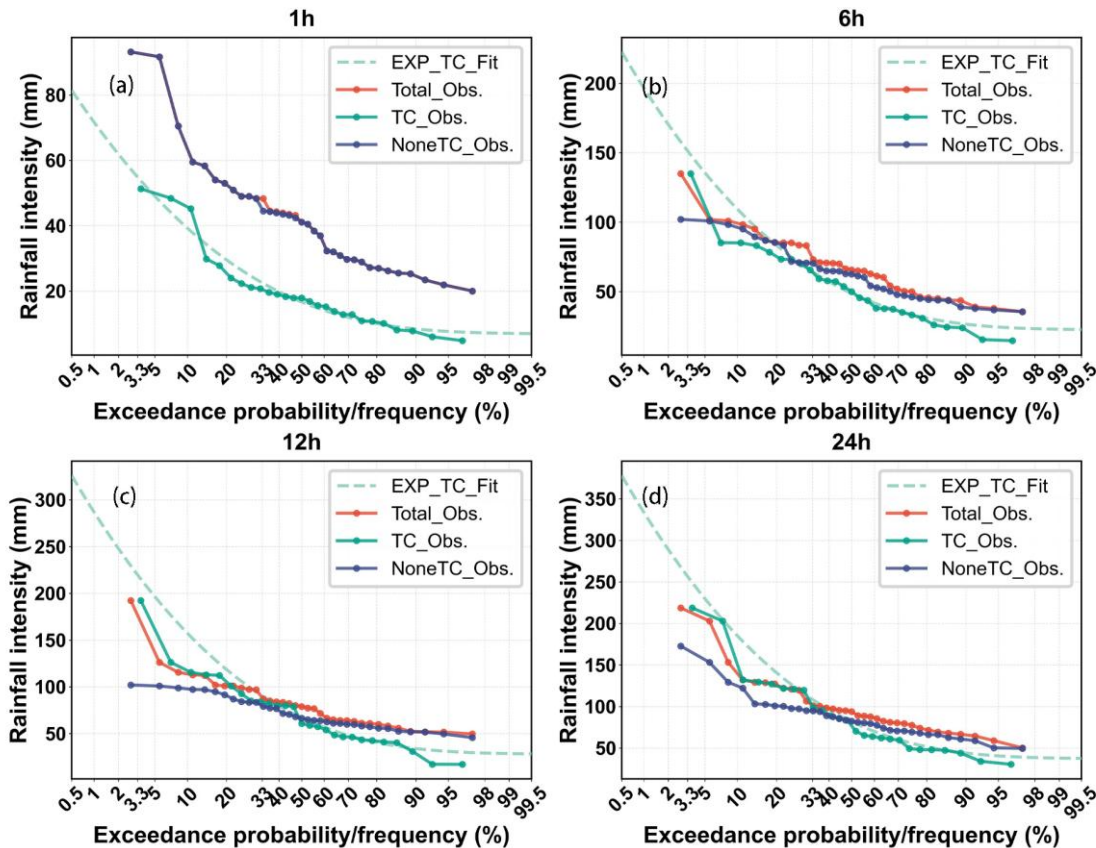 1h
(a)
EXP_TC_Fit
Total_Obs.
TC_Obs.
NoneTC_Obs.
80
60
40
20
Rainfall intensity (mm)
0.5 1 2 3.3 5 10 20 33 40 50 60 70 80 90 95 98 99.5
Exceedance probability/frequency (%)
6h
(b)
EXP_TC_Fit
Total_Obs.
TC_Obs.
NoneTC_Obs.
200
150
100
50
Rainfall intensity (mm)
0.5 1 2 3.3 5 10 20 33 40 50 60 70 80 90 95 98 99 99.5
Exceedance probability/frequency (%)
12h
(c)
EXP_TC_Fit
Total_Obs.
TC_Obs.
NoneTC_Obs.
300
250
200
150
100
50
Rainfall intensity (mm)
0.5 1 2 3.3 5 10 20 33 40 50 60 70 80 90 95 98 99 99.5
Exceedance probability/frequency (%)
24h
(d)
EXP_TC_Fit
Total_Obs.
TC_Obs.
NoneTC_Obs.
350
300
250
200
150
100
50
Rainfall intensity (mm)
0.5 1 2 3.3 5 10 20 33 40 50 60 70 80 90 95 98 99 99.5
Exceedance probability/frequency (%)